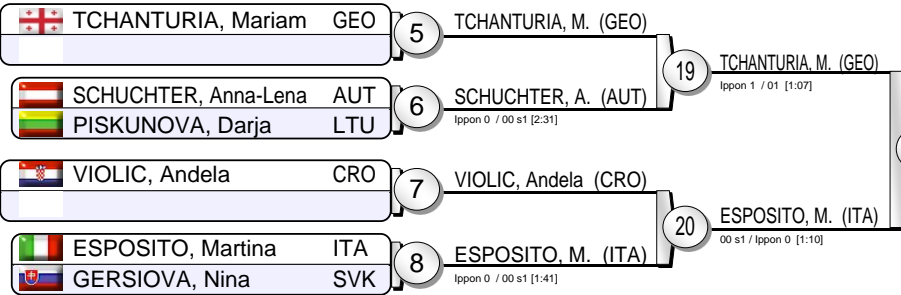 TCHANTURIA, Mariam GEO
5
TCHANTURIA, M. (GEO)
19
TCHANTURIA, M. (GEO)
Ippon 1 / 01 [1:07]
SCHUCHTER, Anna-Lena AUT
PISKUNOVA, Darja LTU
6
SCHUCHTER, A. (AUT)
Ippon 0 / 00 s1 [2:31]
VIOLIC, Andela CRO
7
VIOLIC, Andela (CRO)
20
ESPOSITO, M. (ITA)
00 s1 / Ippon 0 [1:10]
ESPOSITO, Martina ITA
GERSIOVA, Nina SVK
8
ESPOSITO, M. (ITA)
Ippon 0 / 00 s1 [1:41]